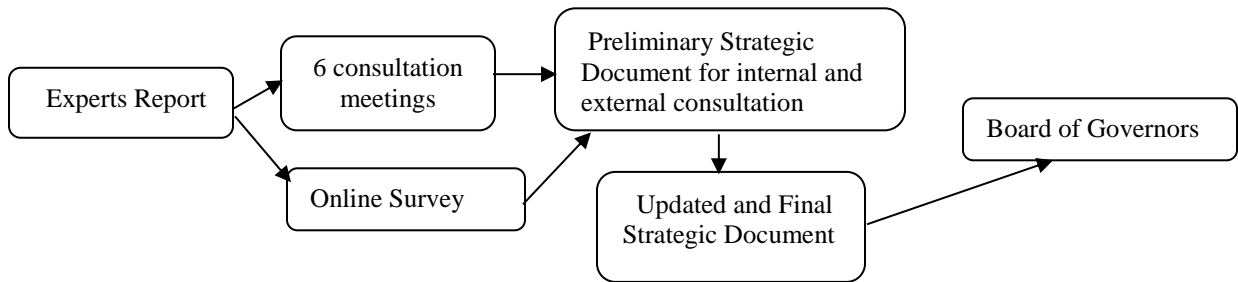 Experts Report
6 consultation
meetings
Online Survey
Preliminary Strategic
Document for internal and
external consultation
Updated and Final
Strategic Document
Board of Governors